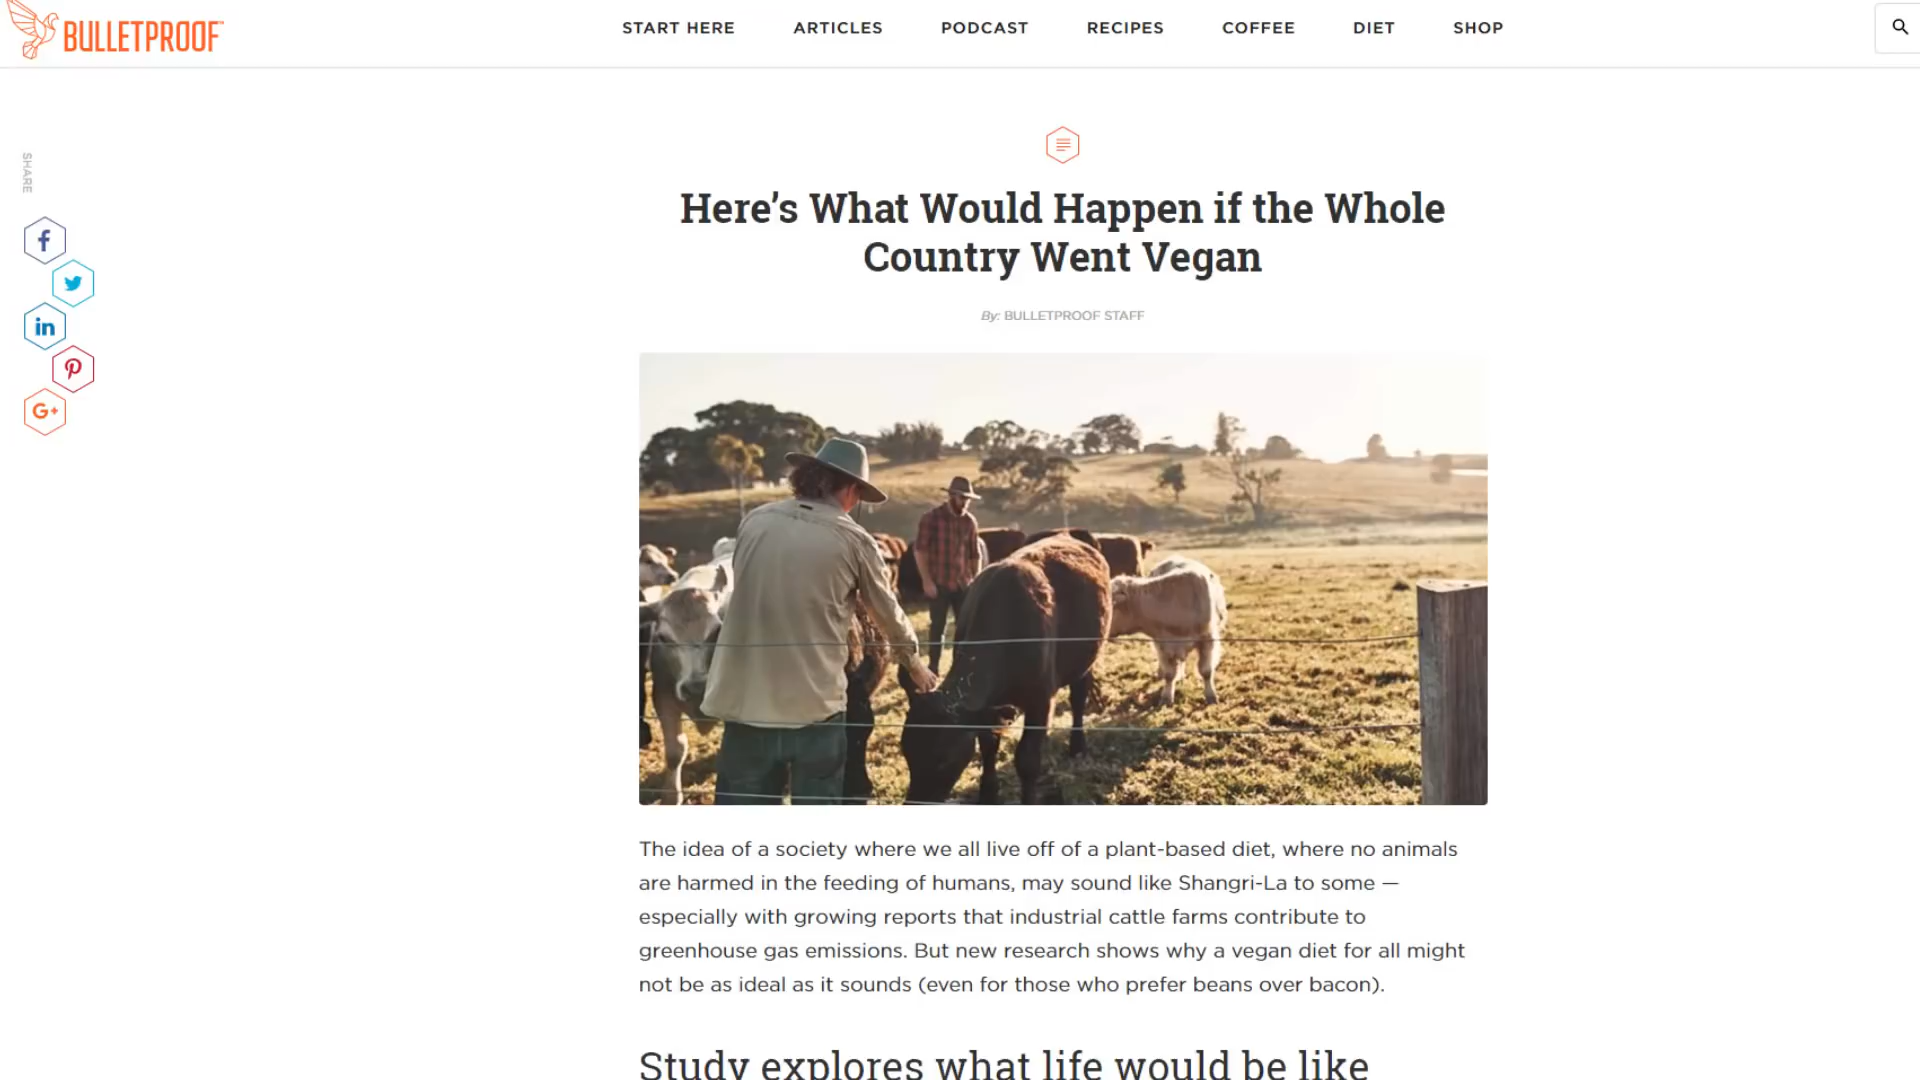 BULLETPROOF
START HERE
ARTICLES
PODCAST
RECIPES
COFFEE
DIET
SHOP
SHARE
Here’s What Would Happen if the Whole
Country Went Vegan
By: BULLETPROOF STAFF
The idea of a society where we all live off of a plant-based diet, where no animals
are harmed in the feeding of humans, may sound like Shangri-La to some —
especially with growing reports that industrial cattle farms contribute to
greenhouse gas emissions. But new research shows why a vegan diet for all might
not be as ideal as it sounds (even for those who prefer beans over bacon).
Study explores what life would be like